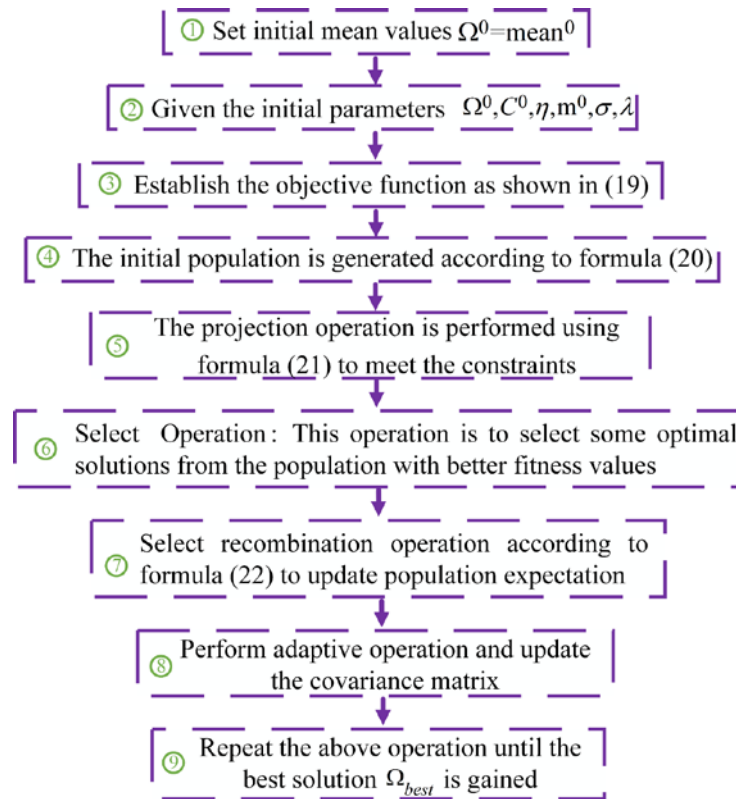 ① Set initial mean values Ω⁰=mean⁰
② Given the initial parameters Ω⁰,C⁰,η,m⁰,σ,λ
③ Establish the objective function as shown in (19)
④ The initial population is generated according to formula (20)
⑤ The projection operation is performed using
formula (21) to meet the constraints
⑥ Select Operation: This operation is to select some optimal
solutions from the population with better fitness values
⑦ Select recombination operation according to
formula (22) to update population expectation
⑧ Perform adaptive operation and update
the covariance matrix
⑨ Repeat the above operation until the
best solution Ω_best is gained